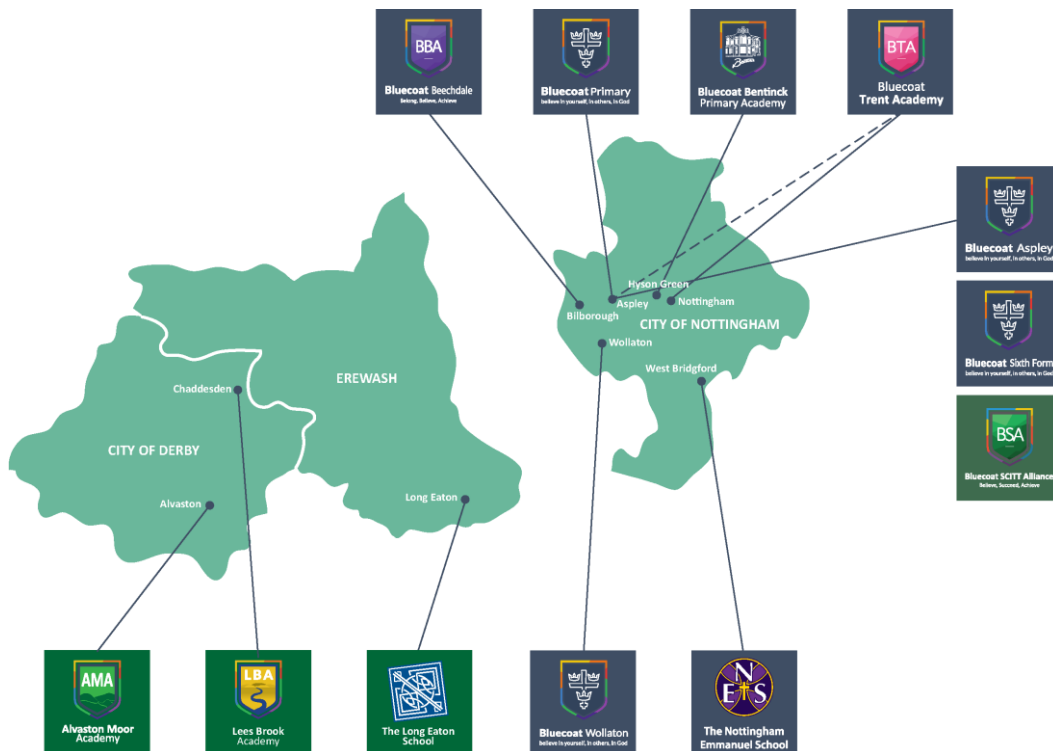 BBA
Bluecoat Beechdale
Belong, Believe, Achieve
Bluecoat Primary
believe in yourself, in others, in God
Bluecoat Bentinck
Primary Academy
BTA
Bluecoat
Trent Academy
Bluecoat Aspley
believe in yourself, in others, in God
Bluecoat Sixth Form
believe in yourself, in others, in God
BSA
Bluecoat SCITT Alliance
Believe, Succeed, Achieve
Hyson Green
Bilborough
Aspley
Nottingham
CITY OF NOTTINGHAM
Wollaton
West Bridgford
EREWASH
Chaddesden
CITY OF DERBY
Alvaston
Long Eaton
AMA
Alvaston Moor
Academy
LBA
Lees Brook
Academy
The Long Eaton
School
Bluecoat Wollaton
believe in yourself, in others, in God
N
E S
The Nottingham
Emmanuel School